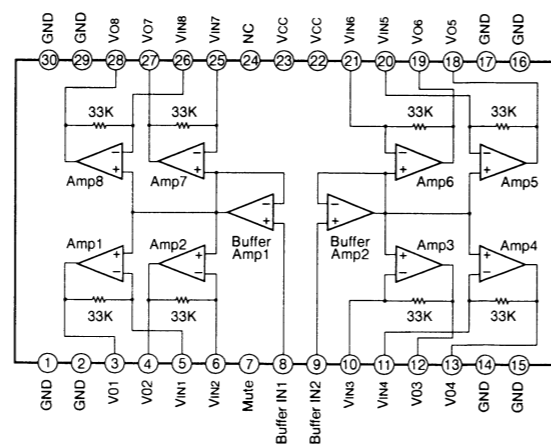 GND
GND
VO8
VO7
VIN8
VIN7
NC
VCC
VCC
VIN6
VIN5
VO6
VO5
GND
GND
30
29
28
27
26
25
24
23
22
21
20
19
18
17
16
33K
33K
33K
33K
Amp8
Amp7
Amp6
Amp5
− +
− +
− +
− +
− +
− +
Amp1
Amp2
Buffer
Amp1
Buffer
Amp2
Amp3
Amp4
+ −
+ −
+ −
+ −
33K
33K
33K
33K
1
2
3
4
5
6
7
8
9
10
11
12
13
14
15
GND
GND
V01
V02
VIN1
VIN2
Mute
Buffer IN1
Buffer IN2
VIN3
VIN4
V03
V04
GND
GND